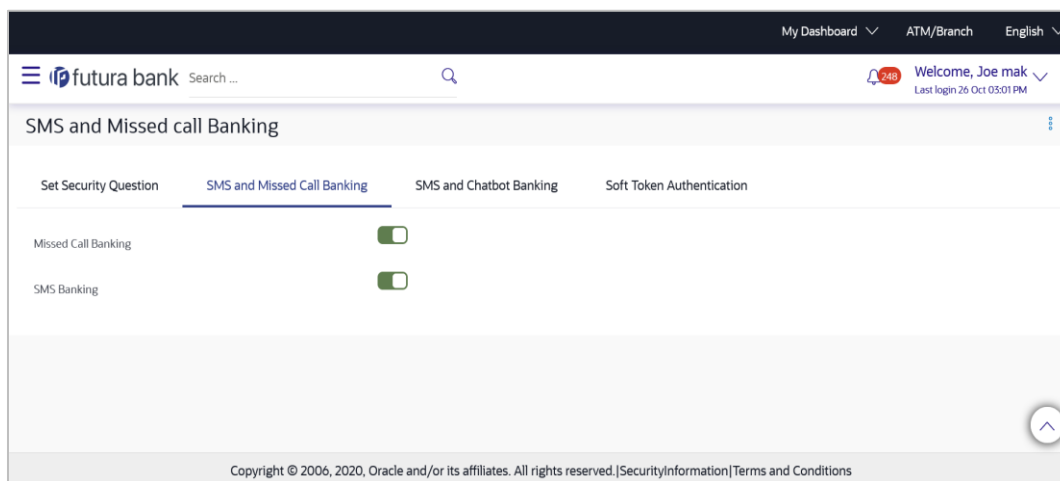 My Dashboard ATM/Branch English
futura bank Search ... 248 Welcome, Joe mak
Last login 26 Oct 03:01 PM
SMS and Missed call Banking
Set Security Question SMS and Missed Call Banking SMS and Chatbot Banking Soft Token Authentication
Missed Call Banking
SMS Banking
Copyright © 2006, 2020, Oracle and/or its affiliates. All rights reserved.|SecurityInformation|Terms and Conditions